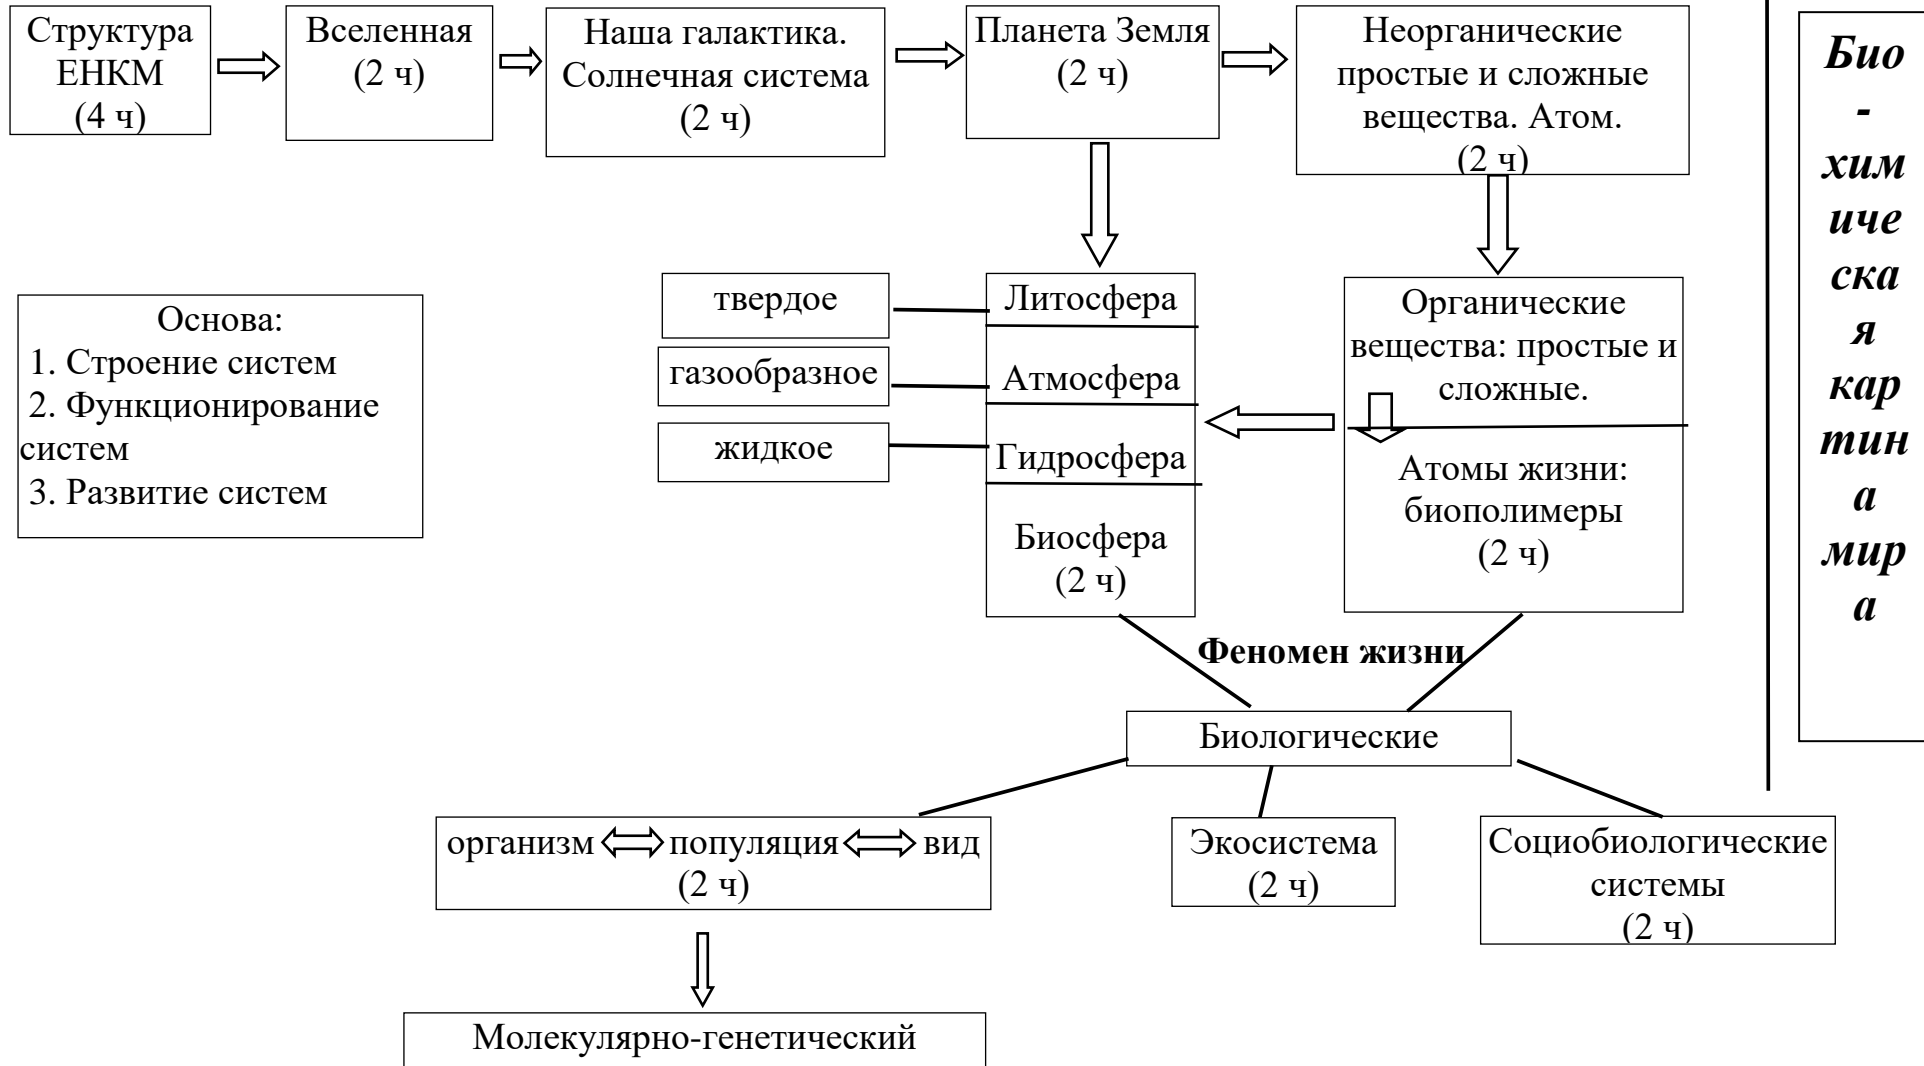 Структура
ЕНКМ
(4 ч)
Вселенная
(2 ч)
Наша галактика.
Солнечная система
(2 ч)
Планета Земля
(2 ч)
Неорганические
простые и сложные
вещества. Атом.
(2 ч)
Био
-
хим
иче
ска
я
кар
тин
а
мир
а
Основа:
1. Строение систем
2. Функционирование
систем
3. Развитие систем
твердое
газообразное
жидкое
Литосфера
Атмосфера
Гидросфера
Биосфера
(2 ч)
Органические
вещества: простые и
сложные.
Атомы жизни:
биополимеры
(2 ч)
Феномен жизни
Биологические
организм популяция вид
(2 ч)
Экосистема
(2 ч)
Социобиологические
системы
(2 ч)
Молекулярно-генетический